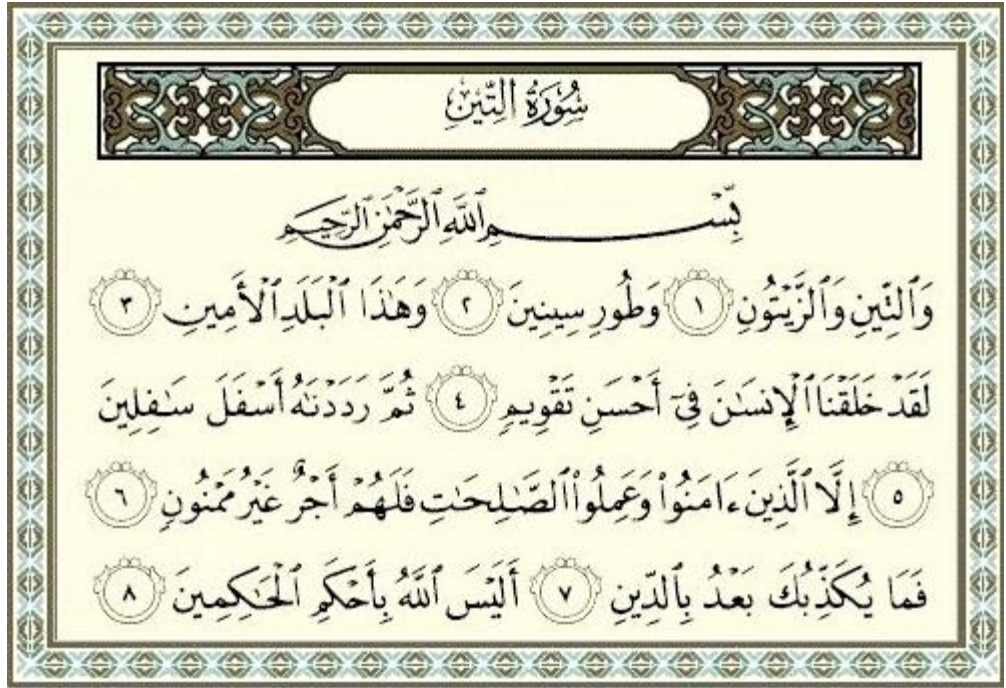 سُورَةُ التِّينِ
بِّسْمِ ٱللَّهِ ٱلرَّحْمَٰنِ ٱلرَّحِيمِ
وَٱلتِّينِ وَٱلزَّيْتُونِ ١ وَطُورِ سِينِينَ ٢ وَهَٰذَا ٱلْبَلَدِ ٱلْأَمِينِ ٣
لَقَدْ خَلَقْنَا ٱلْإِنسَٰنَ فِىٓ أَحْسَنِ تَقْوِيمٍ ٤ ثُمَّ رَدَدْنَٰهُ أَسْفَلَ سَٰفِلِينَ
٥ إِلَّا ٱلَّذِينَ ءَامَنُوا۟ وَعَمِلُوا۟ ٱلصَّٰلِحَٰتِ فَلَهُمْ أَجْرٌ غَيْرُ مَمْنُونٍ ٦
فَمَا يُكَذِّبُكَ بَعْدُ بِٱلدِّينِ ٧ أَلَيْسَ ٱللَّهُ بِأَحْكَمِ ٱلْحَٰكِمِينَ ٨